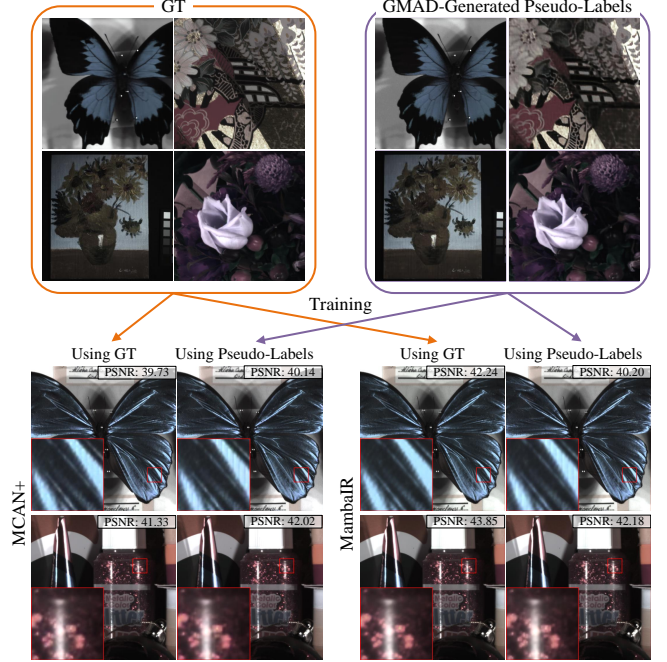 GT
GMAD-Generated Pseudo-Labels
Training
Using GT
Using Pseudo-Labels
Using GT
Using Pseudo-Labels
MCAN+
PSNR: 39.73
PSNR: 40.14
PSNR: 41.33
PSNR: 42.02
MambaIR
PSNR: 42.24
PSNR: 40.20
PSNR: 43.85
PSNR: 42.18